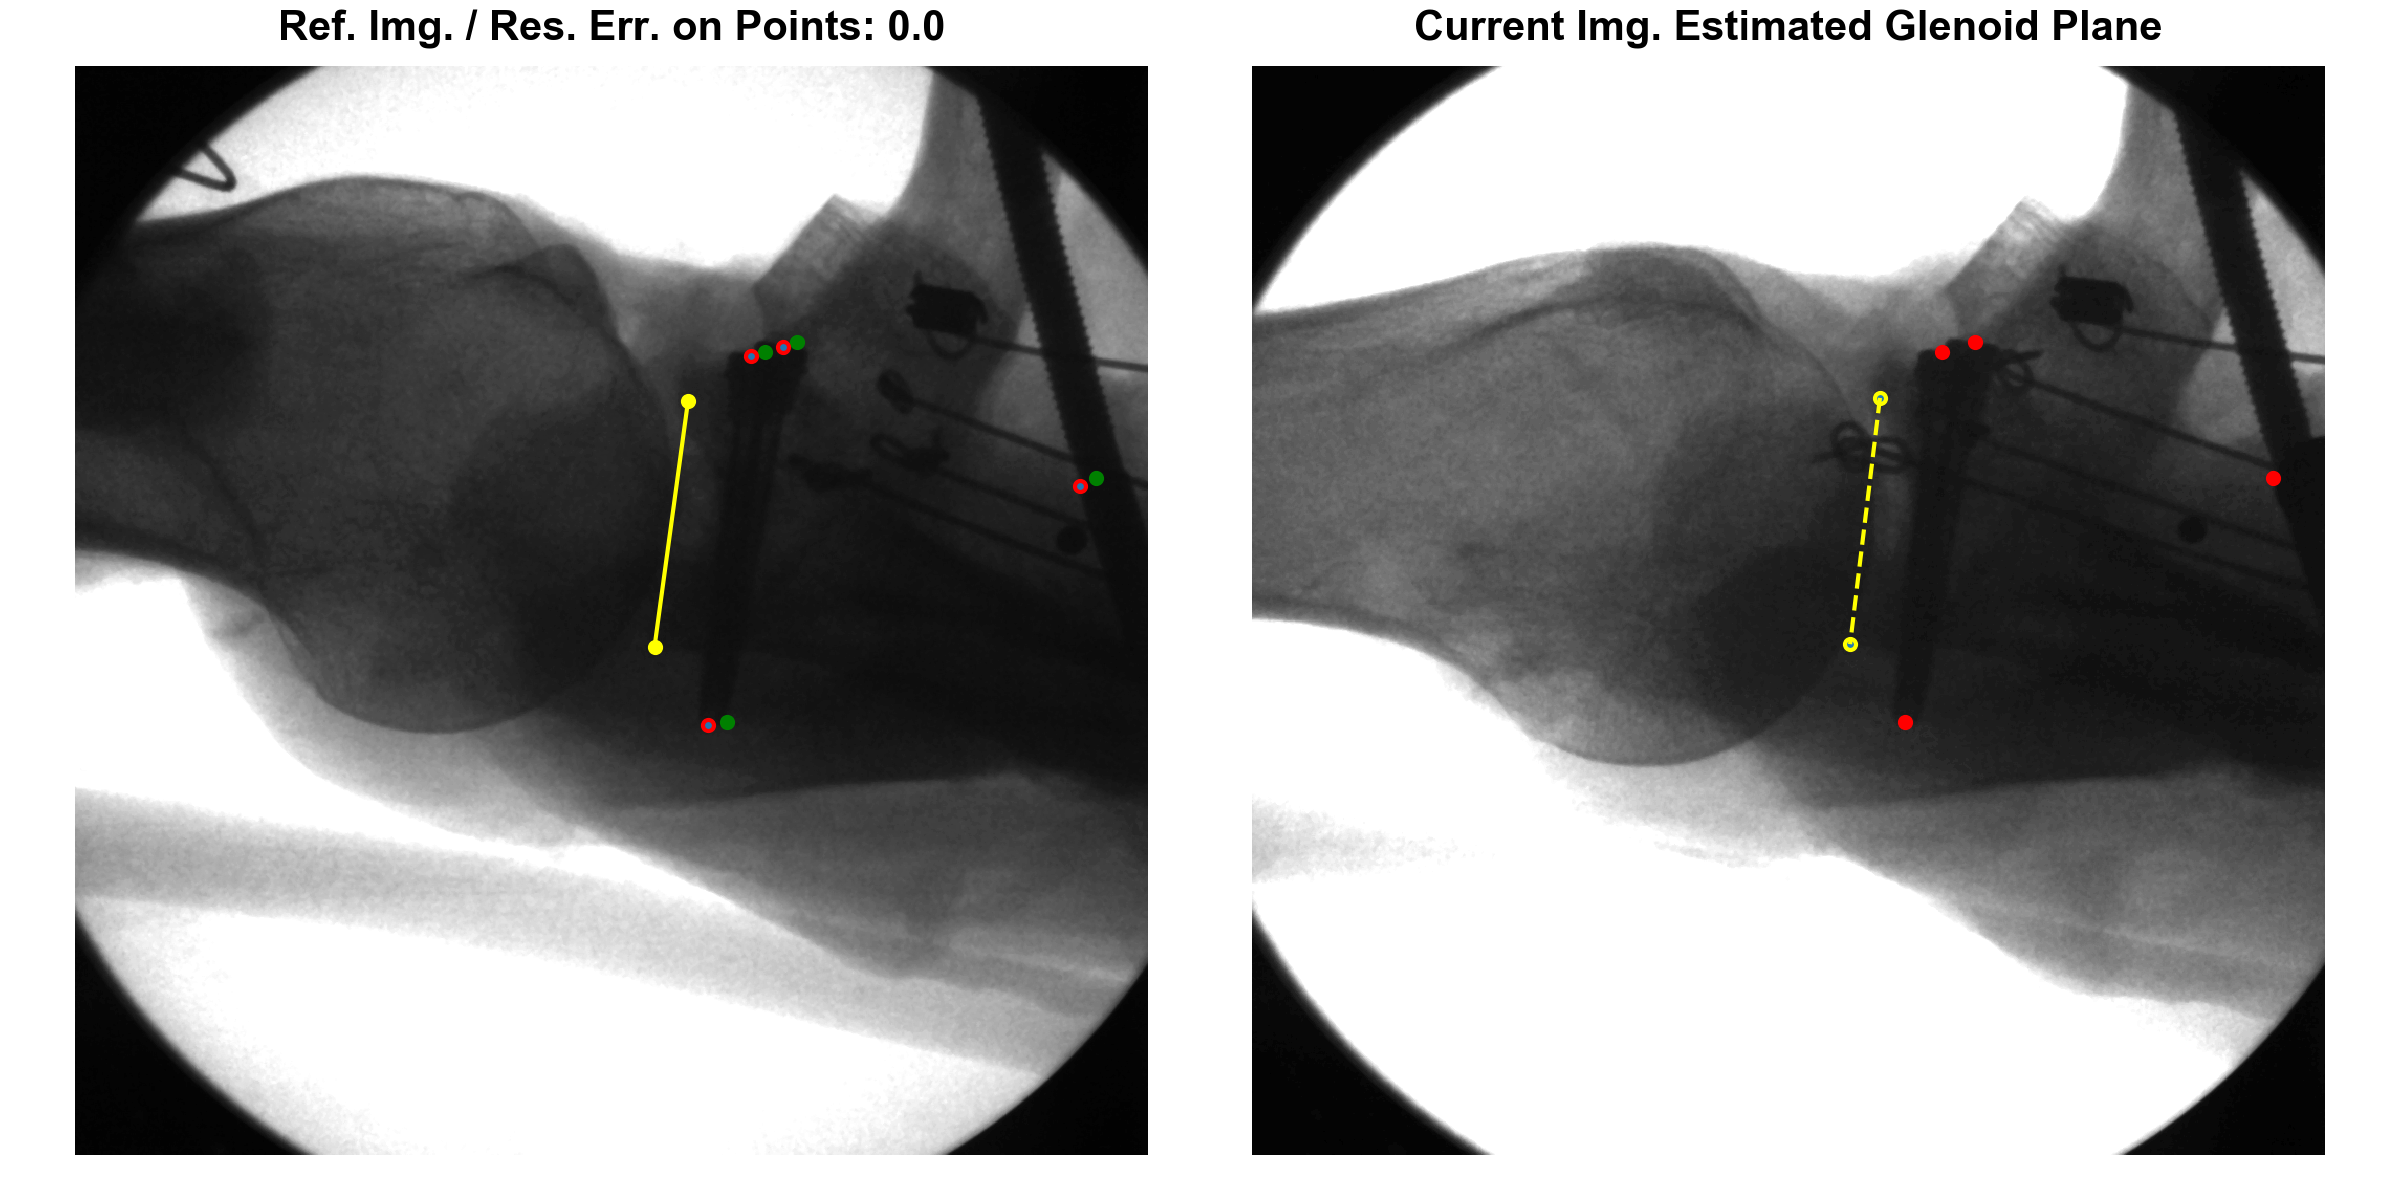 Ref. Img. / Res. Err. on Points: 0.0
Current Img. Estimated Glenoid Plane